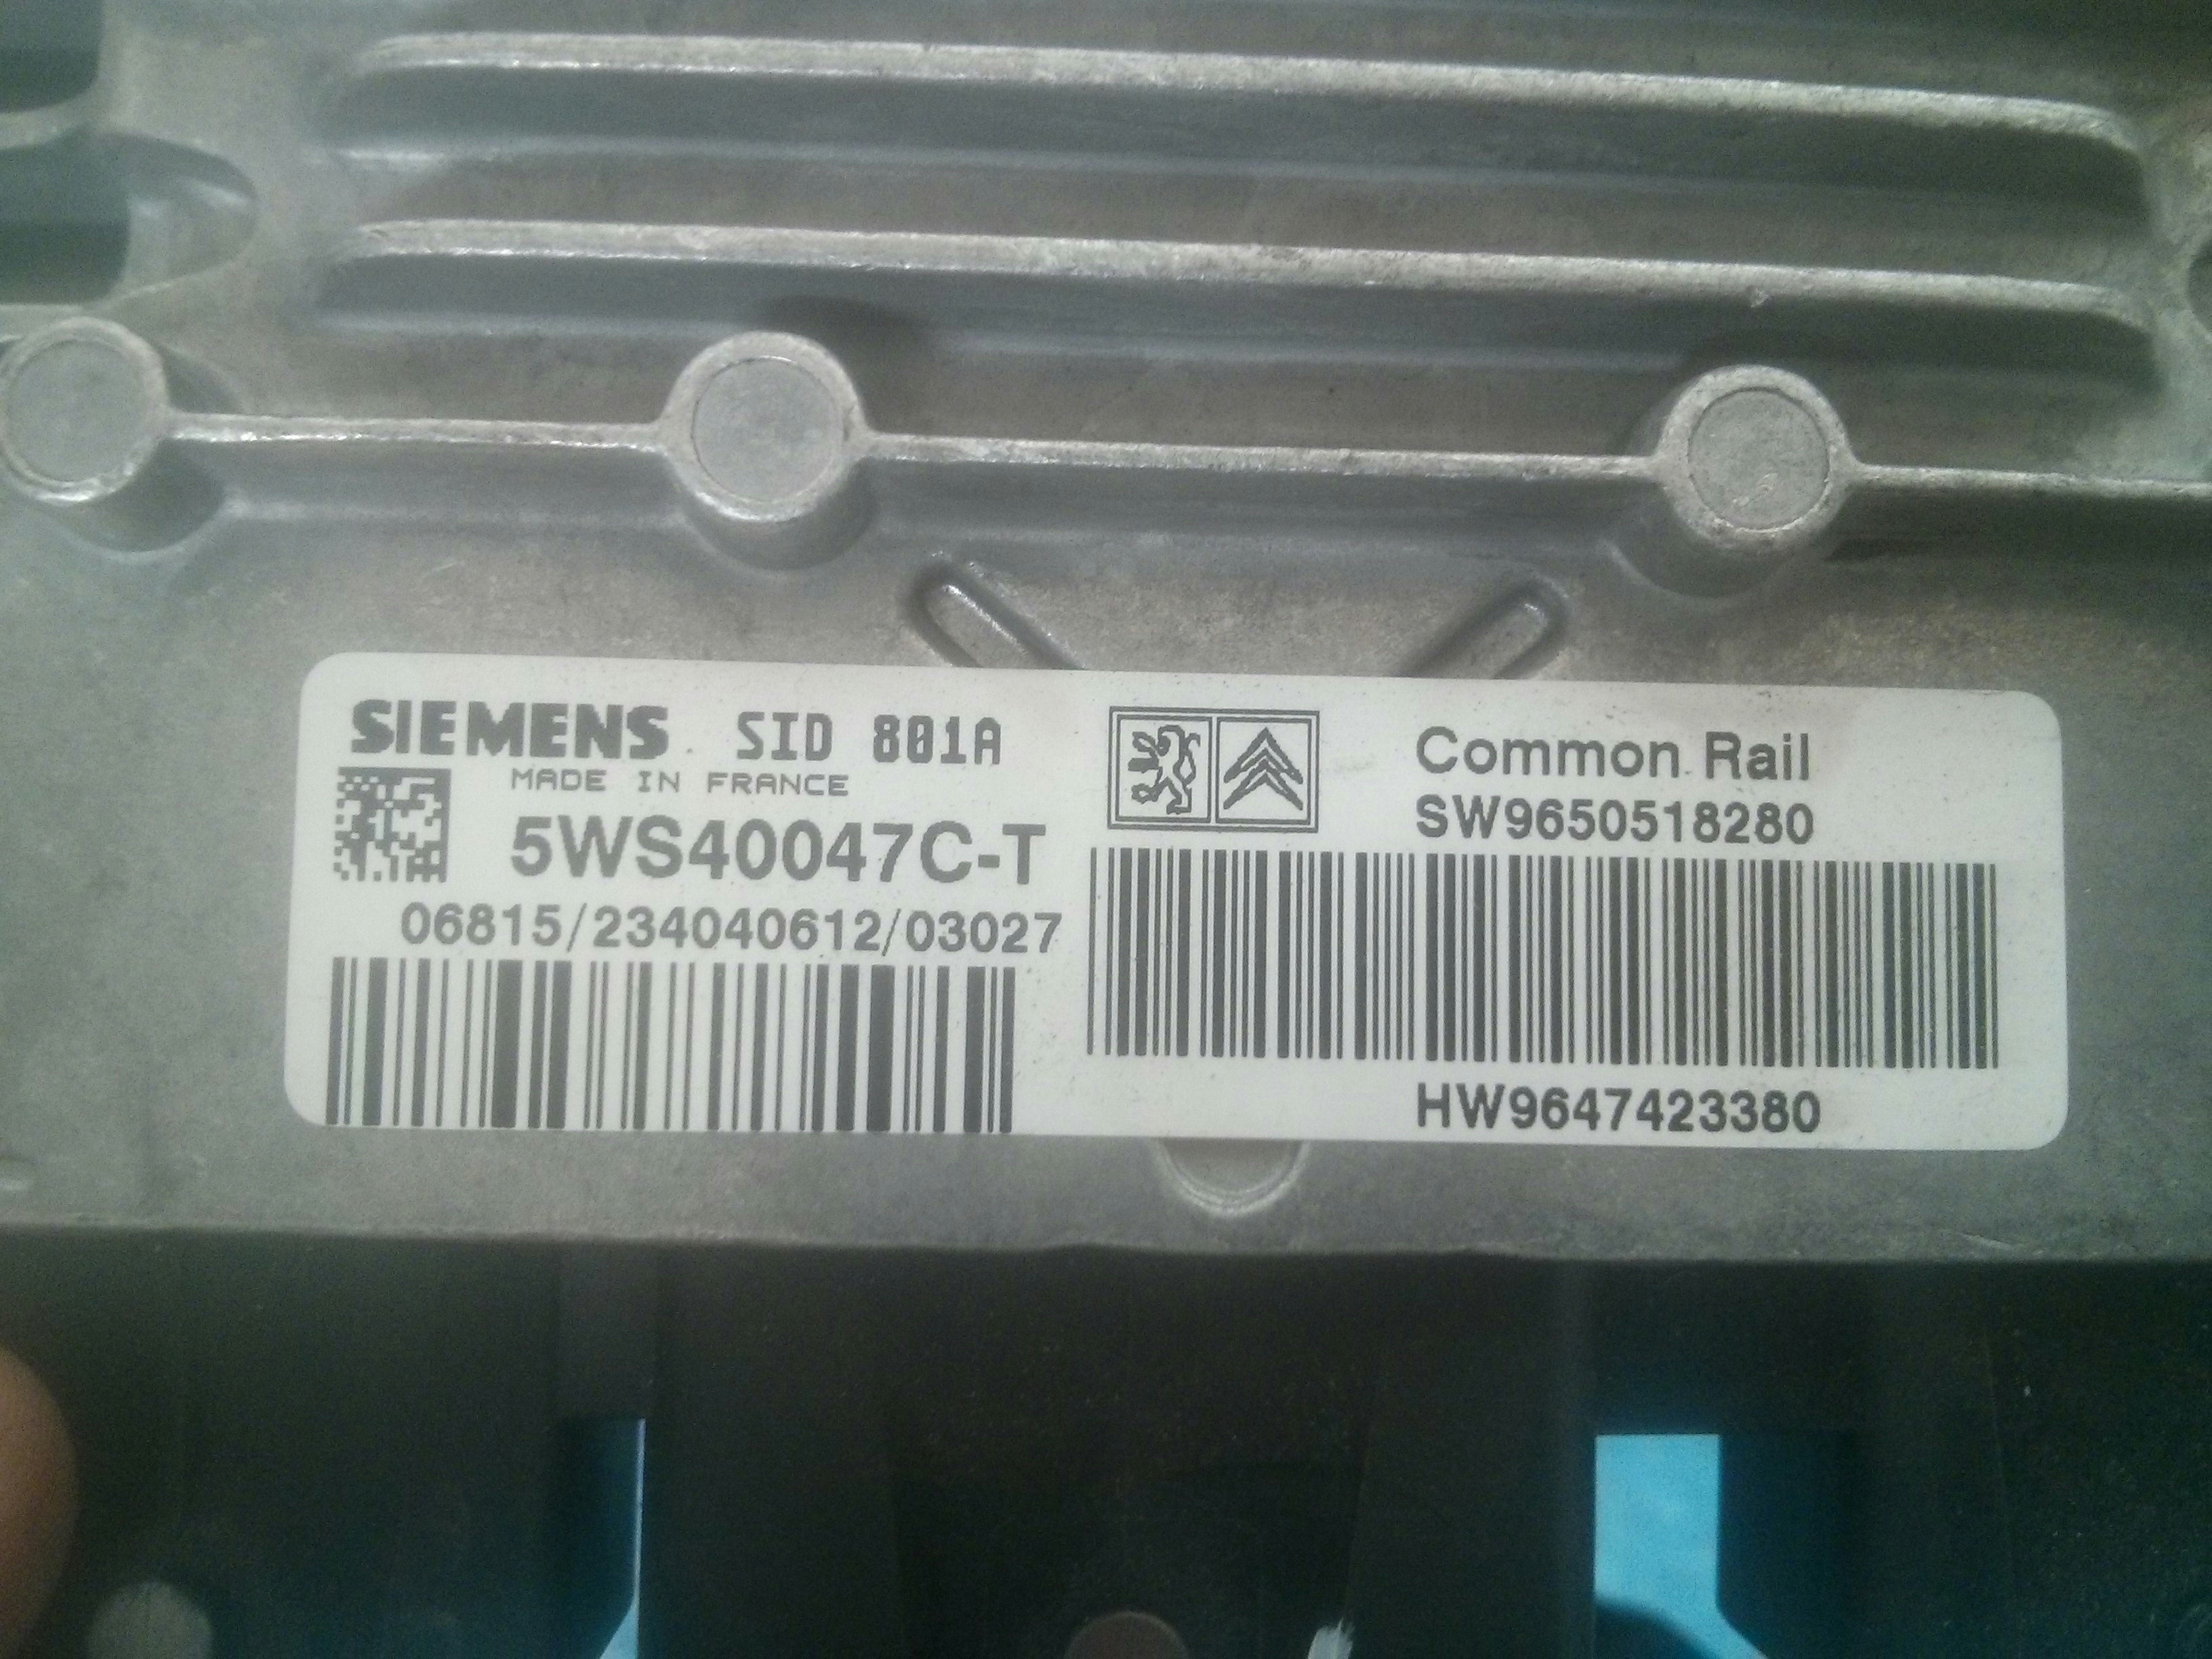 SIEMENS SID 801A
MADE IN FRANCE
5WS40047C-T
06815/234040612/03027
Common Rail
SW9650518280
HW9647423380